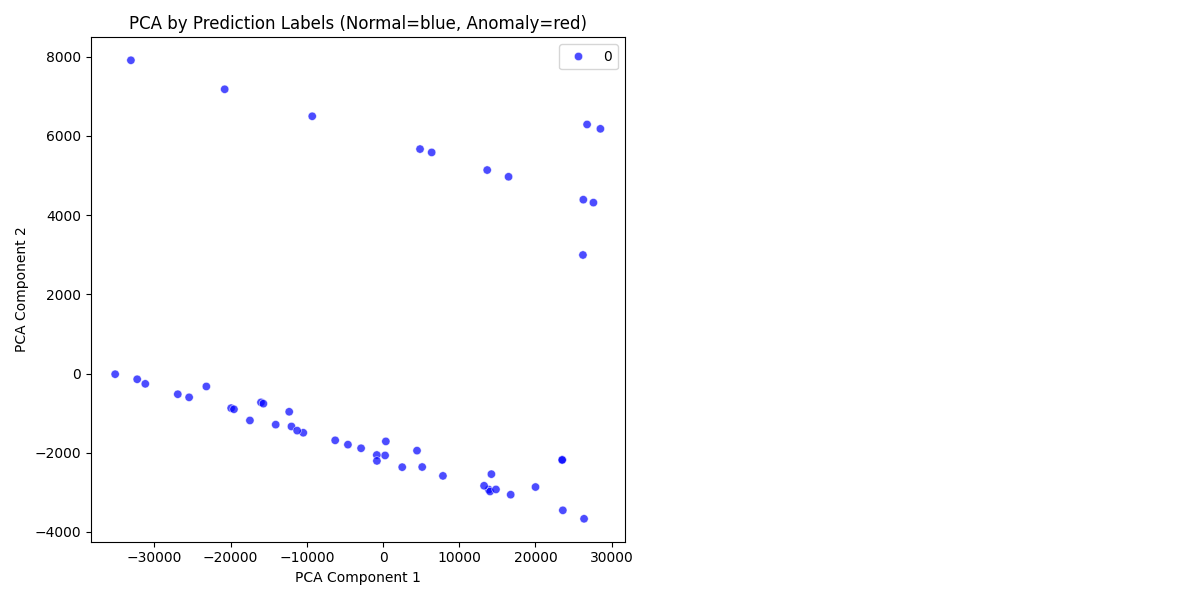 PCA by Prediction Labels (Normal=blue, Anomaly=red)
0
8000
6000
4000
2000
0
−2000
−4000
PCA Component 2
−30000 −20000 −10000 0 10000 20000 30000
PCA Component 1